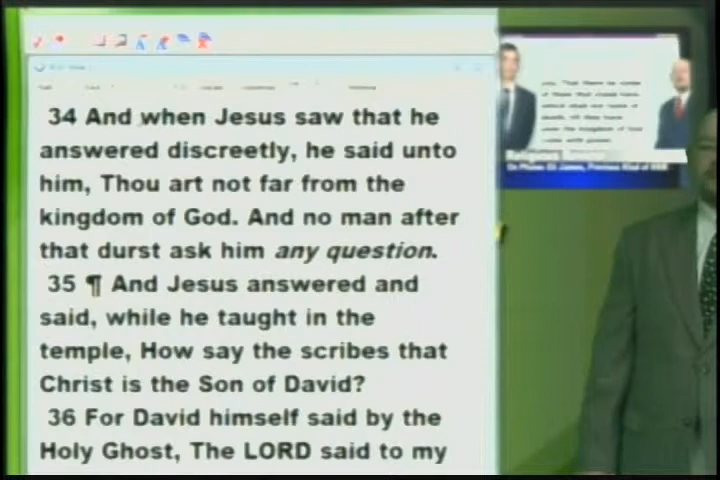 34 And when Jesus saw that he
answered discreetly, he said unto
him, Thou art not far from the
kingdom of God. And no man after
that durst ask him any question.
35 ¶ And Jesus answered and
said, while he taught in the
temple, How say the scribes that
Christ is the Son of David?
36 For David himself said by the
Holy Ghost, The LORD said to my